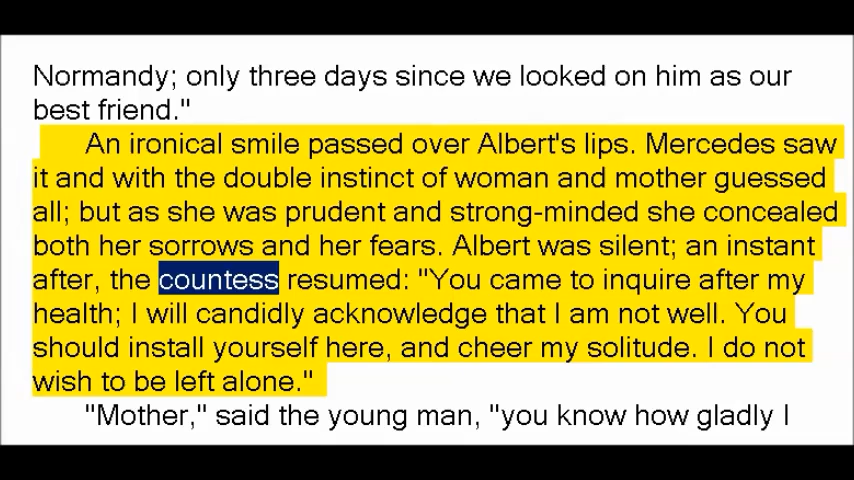 Normandy; only three days since we looked on him as our
best friend."
An ironical smile passed over Albert's lips. Mercedes saw
it and with the double instinct of woman and mother guessed
all; but as she was prudent and strong-minded she concealed
both her sorrows and her fears. Albert was silent; an instant
after, the countess resumed: "You came to inquire after my
health; I will candidly acknowledge that I am not well. You
should install yourself here, and cheer my solitude. I do not
wish to be left alone."
"Mother," said the young man, "you know how gladly I